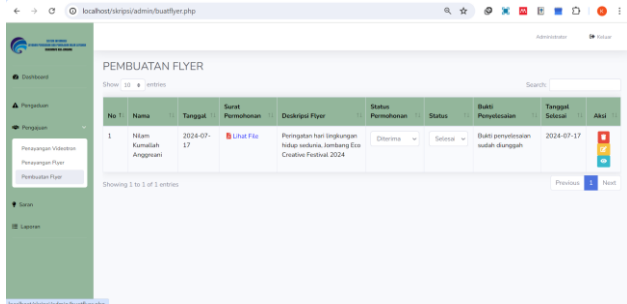 localhost/skripsi/admin/buatflyer.php
Administrator
Keluar
Dashboard
Pengaduan
Pengajuan
Penayangan Videotron
Penayangan Flyer
Pembuatan Flyer
Saran
Laporan
PEMBUATAN FLYER
Show 10 entries
Search:
No Nama Tanggal Surat Permohonan Deskripsi Flyer Status Permohonan Status Bukti Penyelesaian Tanggal Selesai Aksi
1 Nilam Kumallah Anggreani 2024-07-17 Lihat File Peringatan hari lingkungan hidup sedunia, Jombang Eco Creative Festival 2024 Diterima Selesai Bukti penyelesaian sudah diunggah 2024-07-17
Showing 1 to 1 of 1 entries
Previous 1 Next